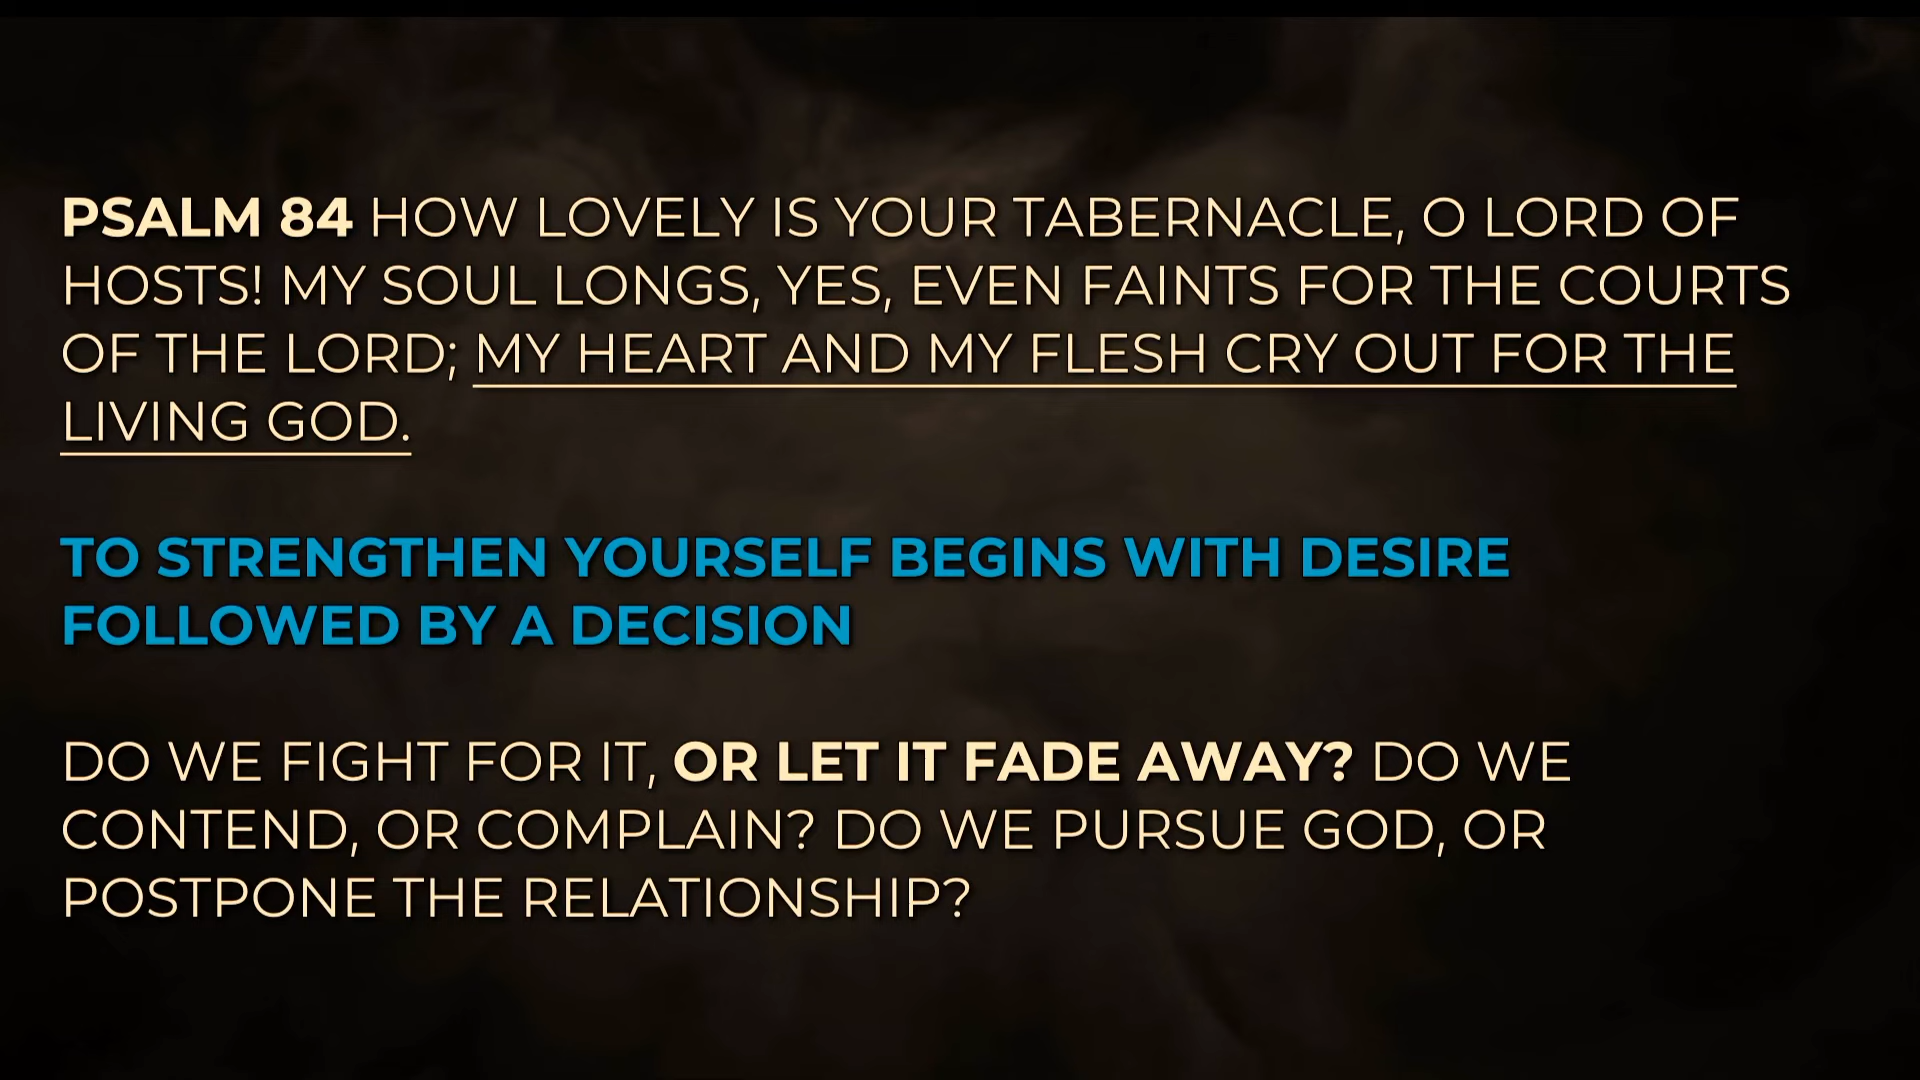 PSALM 84 HOW LOVELY IS YOUR TABERNACLE, O LORD OF
HOSTS! MY SOUL LONGS, YES, EVEN FAINTS FOR THE COURTS
OF THE LORD; MY HEART AND MY FLESH CRY OUT FOR THE
LIVING GOD.
TO STRENGTHEN YOURSELF BEGINS WITH DESIRE
FOLLOWED BY A DECISION
DO WE FIGHT FOR IT, OR LET IT FADE AWAY? DO WE
CONTEND, OR COMPLAIN? DO WE PURSUE GOD, OR
POSTPONE THE RELATIONSHIP?